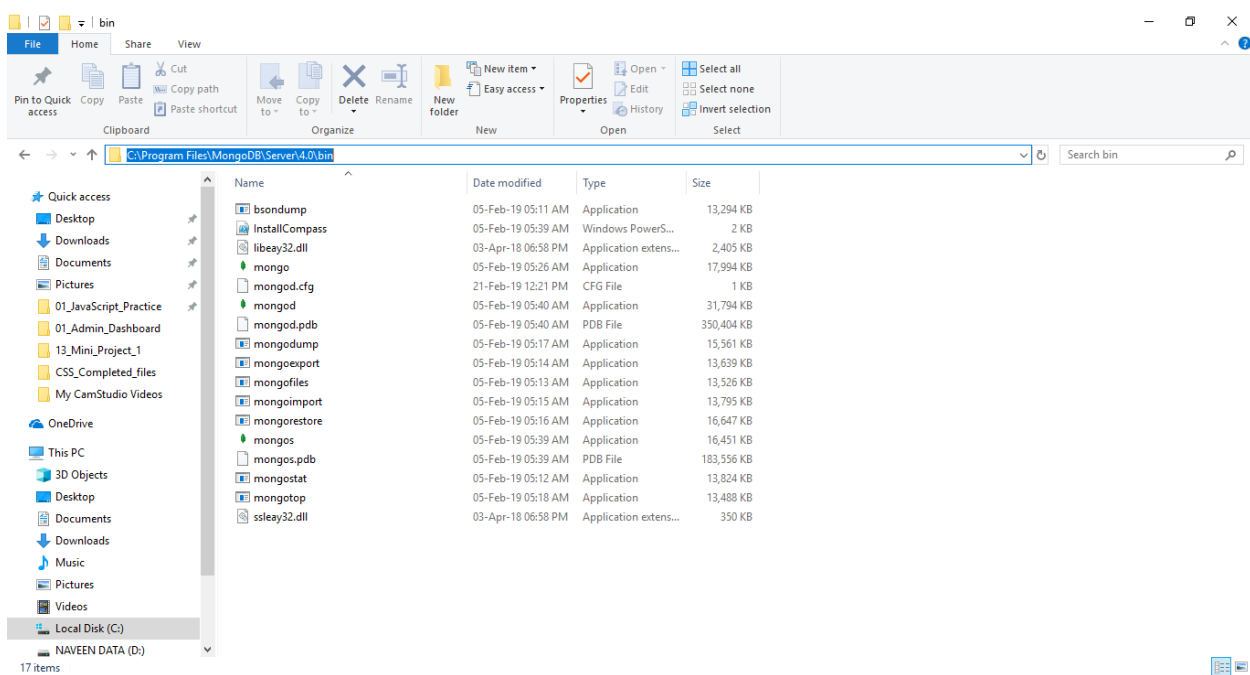 bin
File Home Share View
Pin to Quick access
Copy
Paste
Cut
Copy path
Paste shortcut
Clipboard
Move to
Copy to
Delete
Rename
Organize
New folder
New item
Easy access
New
Properties
Open
Edit
History
Open
Select all
Select none
Invert selection
Select
C:\Program Files\MongoDB\Server\4.0\bin
Search bin
Quick access
Desktop
Downloads
Documents
Pictures
01_JavaScript_Practice
01_Admin_Dashboard
13_Mini_Project_1
CSS_Completed_files
My CamStudio Videos
OneDrive
This PC
3D Objects
Desktop
Documents
Downloads
Music
Pictures
Videos
Local Disk (C:)
NAVEEN DATA (D:)
Name Date modified Type Size
bsondump 05-Feb-19 05:11 AM Application 13,294 KB
InstallCompass 05-Feb-19 05:39 AM Windows PowerS... 2 KB
libeay32.dll 03-Apr-18 06:58 PM Application extens... 2,405 KB
mongo 05-Feb-19 05:26 AM Application 17,994 KB
mongod.cfg 21-Feb-19 12:21 PM CFG File 1 KB
mongod 05-Feb-19 05:40 AM Application 31,794 KB
mongod.pdb 05-Feb-19 05:40 AM PDB File 350,404 KB
mongodump 05-Feb-19 05:17 AM Application 15,561 KB
mongoexport 05-Feb-19 05:14 AM Application 13,639 KB
mongofiles 05-Feb-19 05:13 AM Application 13,526 KB
mongoimport 05-Feb-19 05:15 AM Application 13,795 KB
mongorestore 05-Feb-19 05:16 AM Application 16,647 KB
mongos 05-Feb-19 05:39 AM Application 16,451 KB
mongos.pdb 05-Feb-19 05:39 AM PDB File 183,556 KB
mongostat 05-Feb-19 05:12 AM Application 13,824 KB
mongotop 05-Feb-19 05:18 AM Application 13,488 KB
ssleay32.dll 03-Apr-18 06:58 PM Application extens... 350 KB
17 items